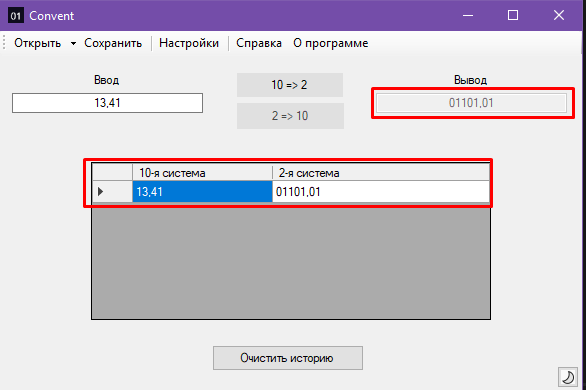 01 Convent
Открыть Сохранить Настройки Справка О программе
Ввод
13,41
10 => 2
2 => 10
Вывод
01101,01
10-я система 2-я система
13,41 01101,01
Очистить историю